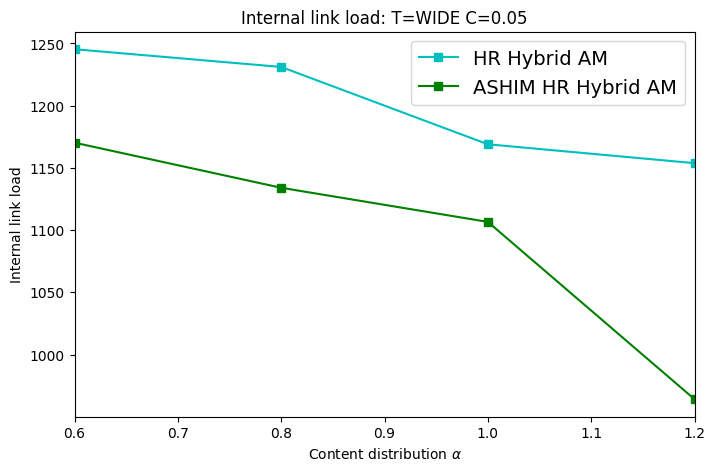 Internal link load: T=WIDE C=0.05
HR Hybrid AM
ASHIM HR Hybrid AM
Internal link load
1250
1200
1150
1100
1050
1000
0.6 0.7 0.8 0.9 1.0 1.1 1.2
Content distribution α